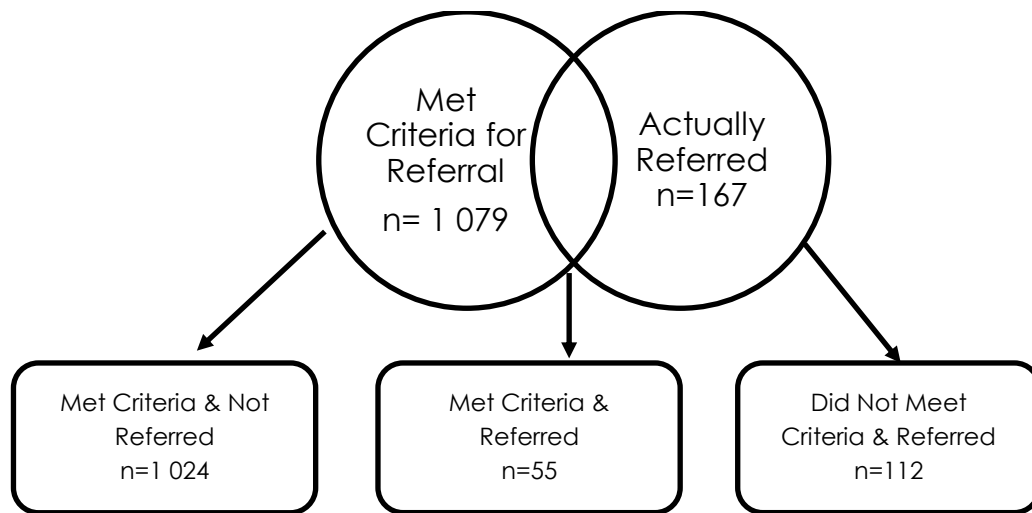 Met
Criteria for
Referral
n= 1 079
Actually
Referred
n=167
Met Criteria & Not
Referred
n=1 024
Met Criteria &
Referred
n=55
Did Not Meet
Criteria & Referred
n=112